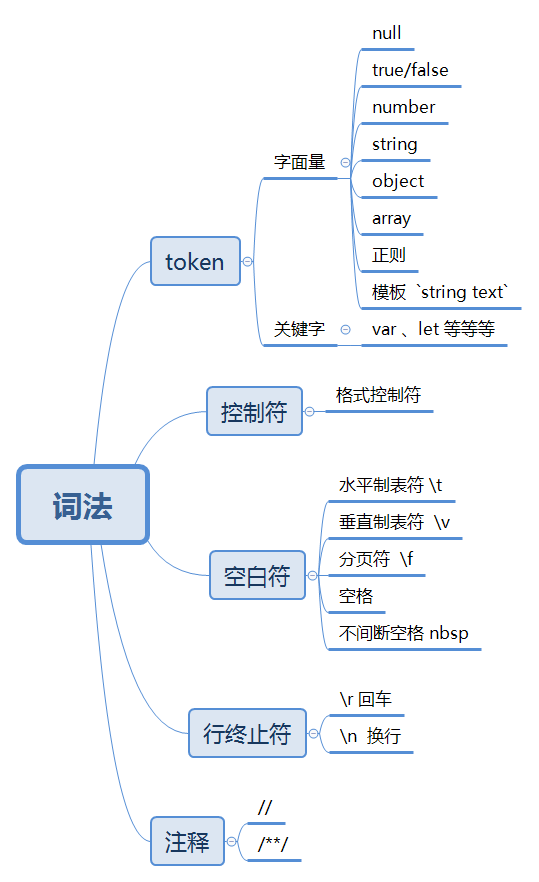 词法
token
字面量
null
true/false
number
string
object
array
正则
模板 `string text`
关键字
var 、let 等等等
控制符
格式控制符
空白符
水平制表符 \t
垂直制表符 \v
分页符 \f
空格
不间断空格 nbsp
行终止符
\r 回车
\n 换行
注释
//
/**/